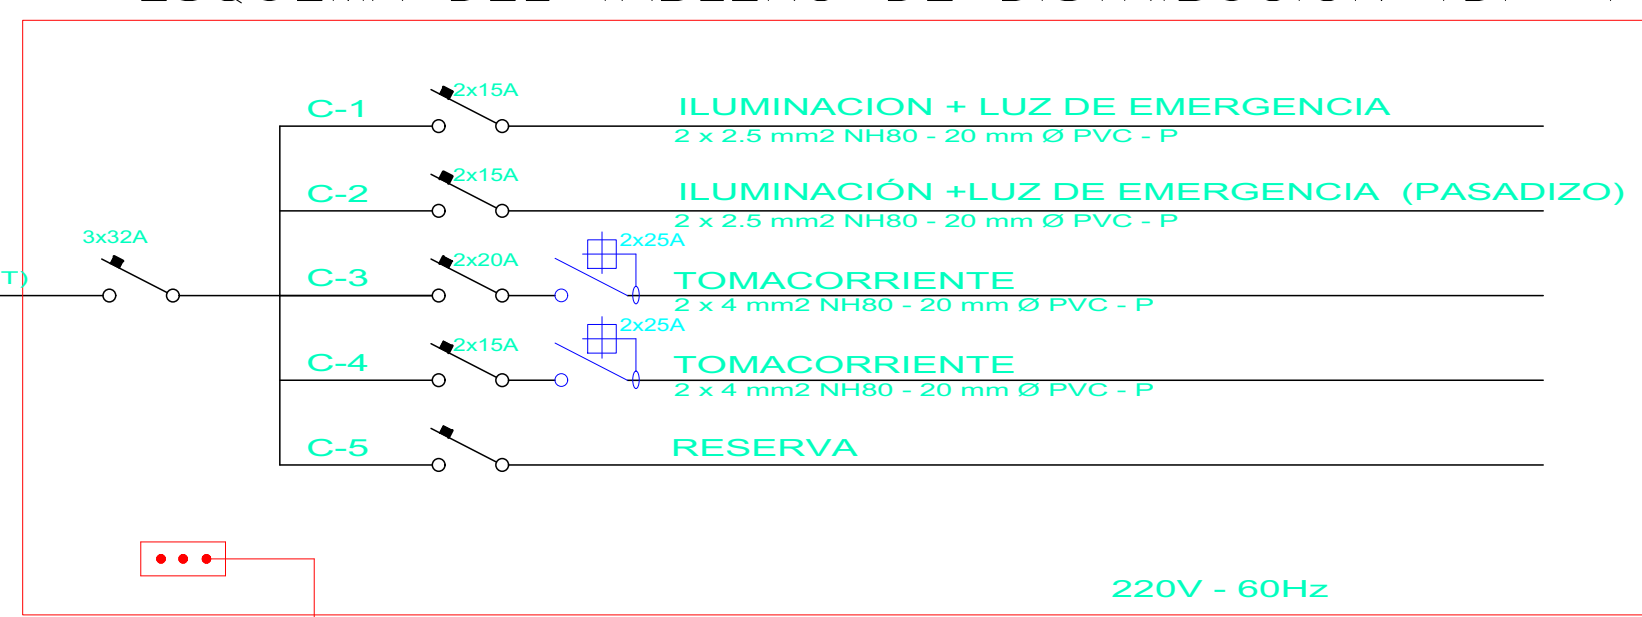 C-1
2x15A
ILUMINACION + LUZ DE EMERGENCIA
2 x 2.5 mm2 NH80 - 20 mm Ø PVC - P
C-2
2x15A
ILUMINACIÓN +LUZ DE EMERGENCIA (PASADIZO)
2 x 2.5 mm2 NH80 - 20 mm Ø PVC - P
3x32A
T)
C-3
2x20A
2x25A
TOMACORRIENTE
2 x 4 mm2 NH80 - 20 mm Ø PVC - P
C-4
2x15A
2x25A
TOMACORRIENTE
2 x 4 mm2 NH80 - 20 mm Ø PVC - P
C-5
RESERVA
220V - 60Hz